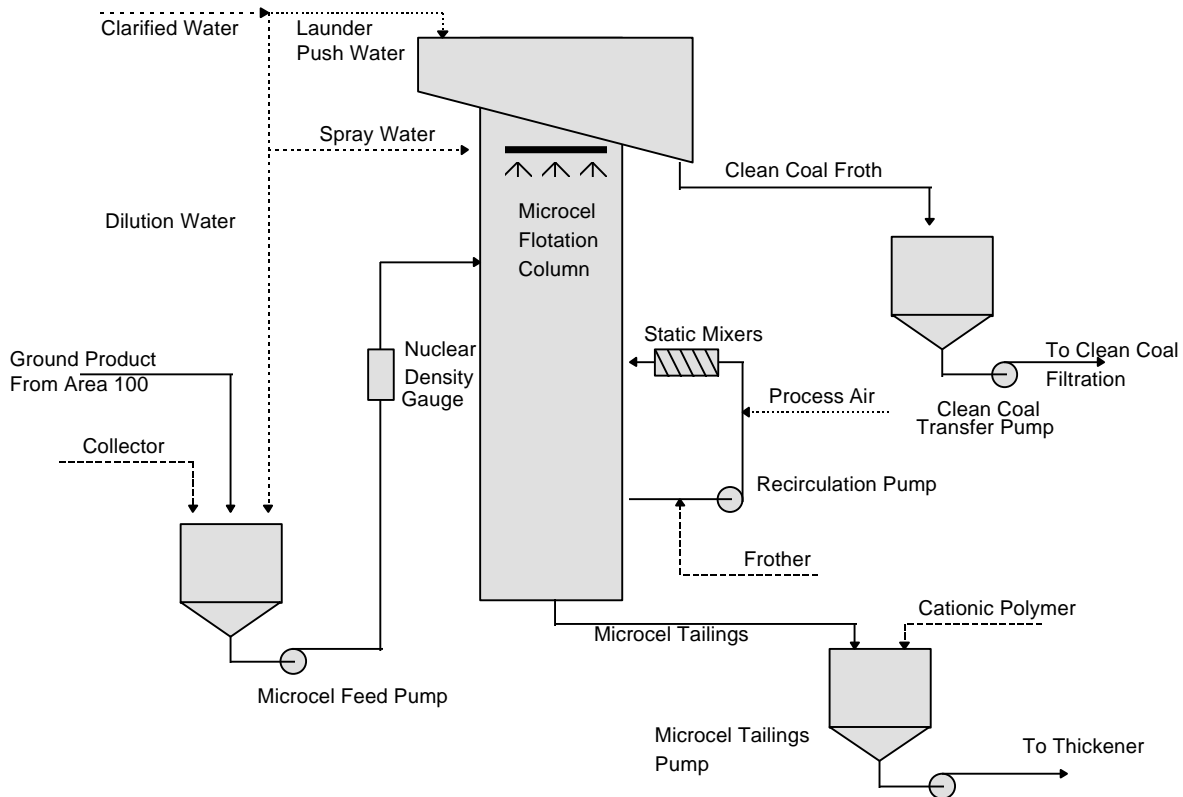 Clarified Water
Launder
Push Water
Spray Water
Dilution Water
Clean Coal Froth
Microcel
Flotation
Column
Static Mixers
Nuclear
Density
Gauge
Ground Product
From Area 100
To Clean Coal
Filtration
Process Air
Clean Coal
Transfer Pump
Collector
Recirculation Pump
Frother
Cationic Polymer
Microcel Tailings
Microcel Feed Pump
Microcel Tailings
Pump
To Thickener